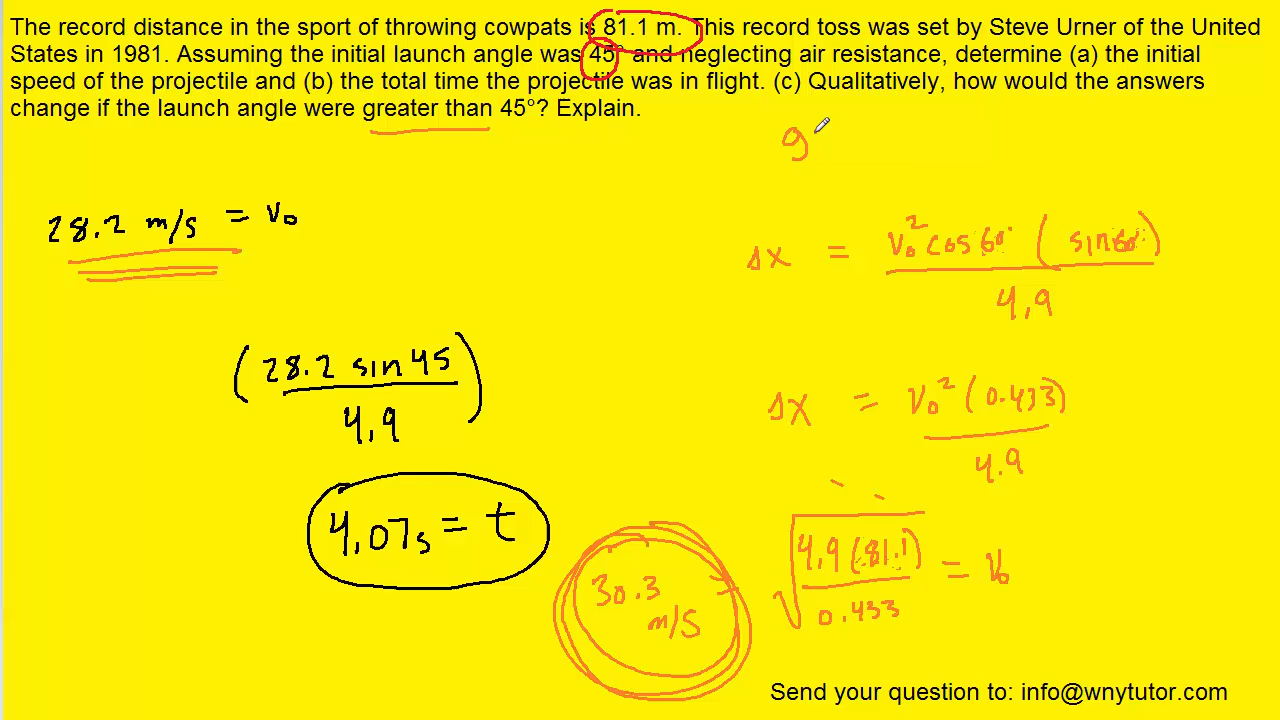 The record distance in the sport of throwing cowpats is 81.1 m. This record toss was set by Steve Urner of the United
States in 1981. Assuming the initial launch angle was 45° and neglecting air resistance, determine (a) the initial
speed of the projectile and (b) the total time the projectile was in flight. (c) Qualitatively, how would the answers
change if the launch angle were greater than 45°? Explain.
g
28.2 m/s = v₀
Δx = v₀² cos 60° (sin 60°)
4.9
(28.2 sin 45)
4.9
Δx = v₀² (0.433)
4.9
4.07s = t
√4.9 (81.1) = v₀
0.433
30.3
m/s
Send your question to: info@wnytutor.com